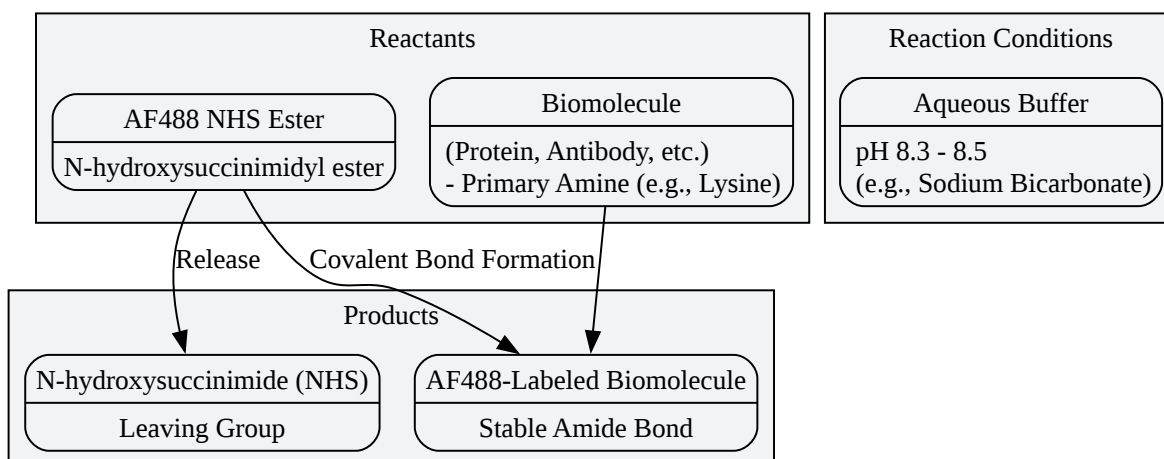 Reactants
AF488 NHS Ester
N-hydroxysuccinimidyl ester
Biomolecule
(Protein, Antibody, etc.)
- Primary Amine (e.g., Lysine)
Reaction Conditions
Aqueous Buffer
pH 8.3 - 8.5
(e.g., Sodium Bicarbonate)
Release
Covalent Bond Formation
Products
N-hydroxysuccinimide (NHS)
Leaving Group
AF488-Labeled Biomolecule
Stable Amide Bond